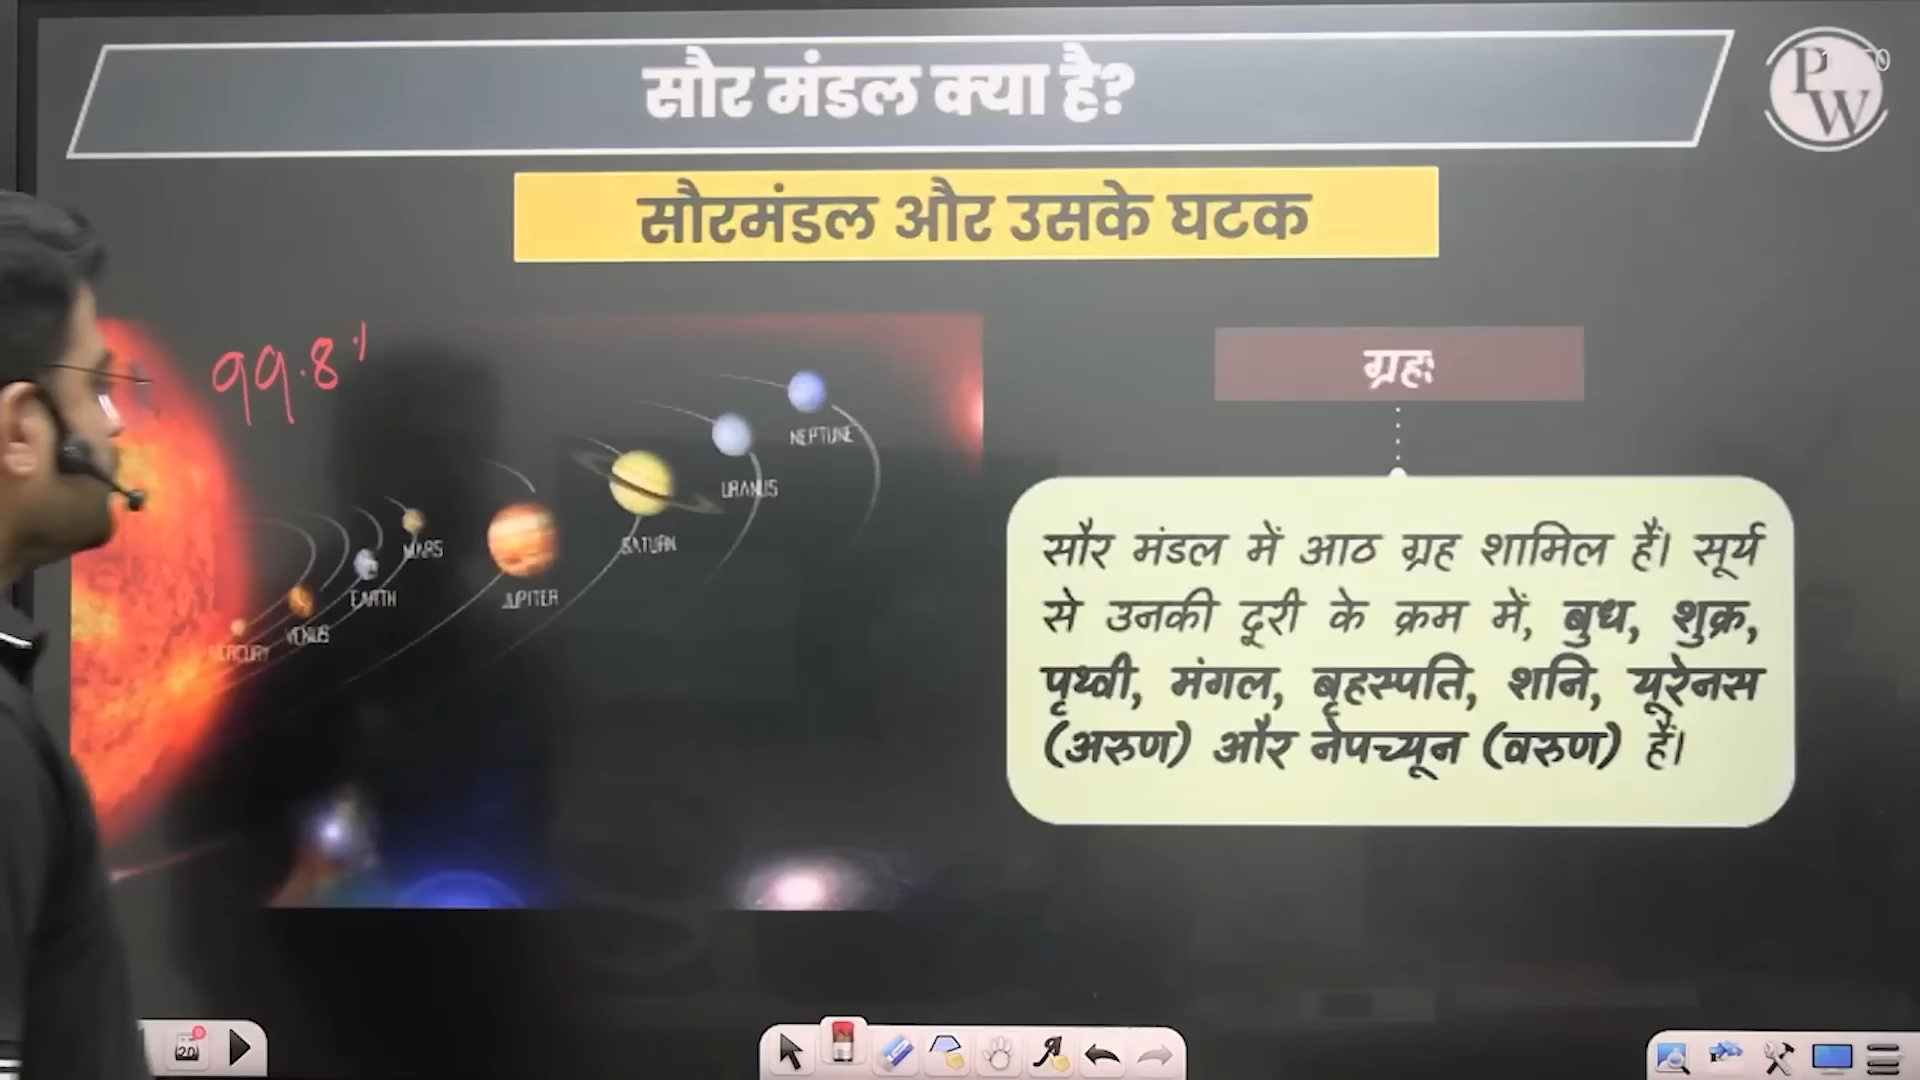 सौर मंडल क्या है?
PW
सौरमंडल और उसके घटक
99.8%
ग्रहः
NEPTUNE
URANUS
MARS
SATURN
EARTH
JUPITER
VENUS
MERCURY
सौर मंडल में आठ ग्रह शामिल हैं। सूर्य
से उनकी दूरी के क्रम में, बुध, शुक्र,
पृथ्वी, मंगल, बृहस्पति, शनि, यूरेनस
(अरुण) और नेपच्यून (वरुण) हैं।
20